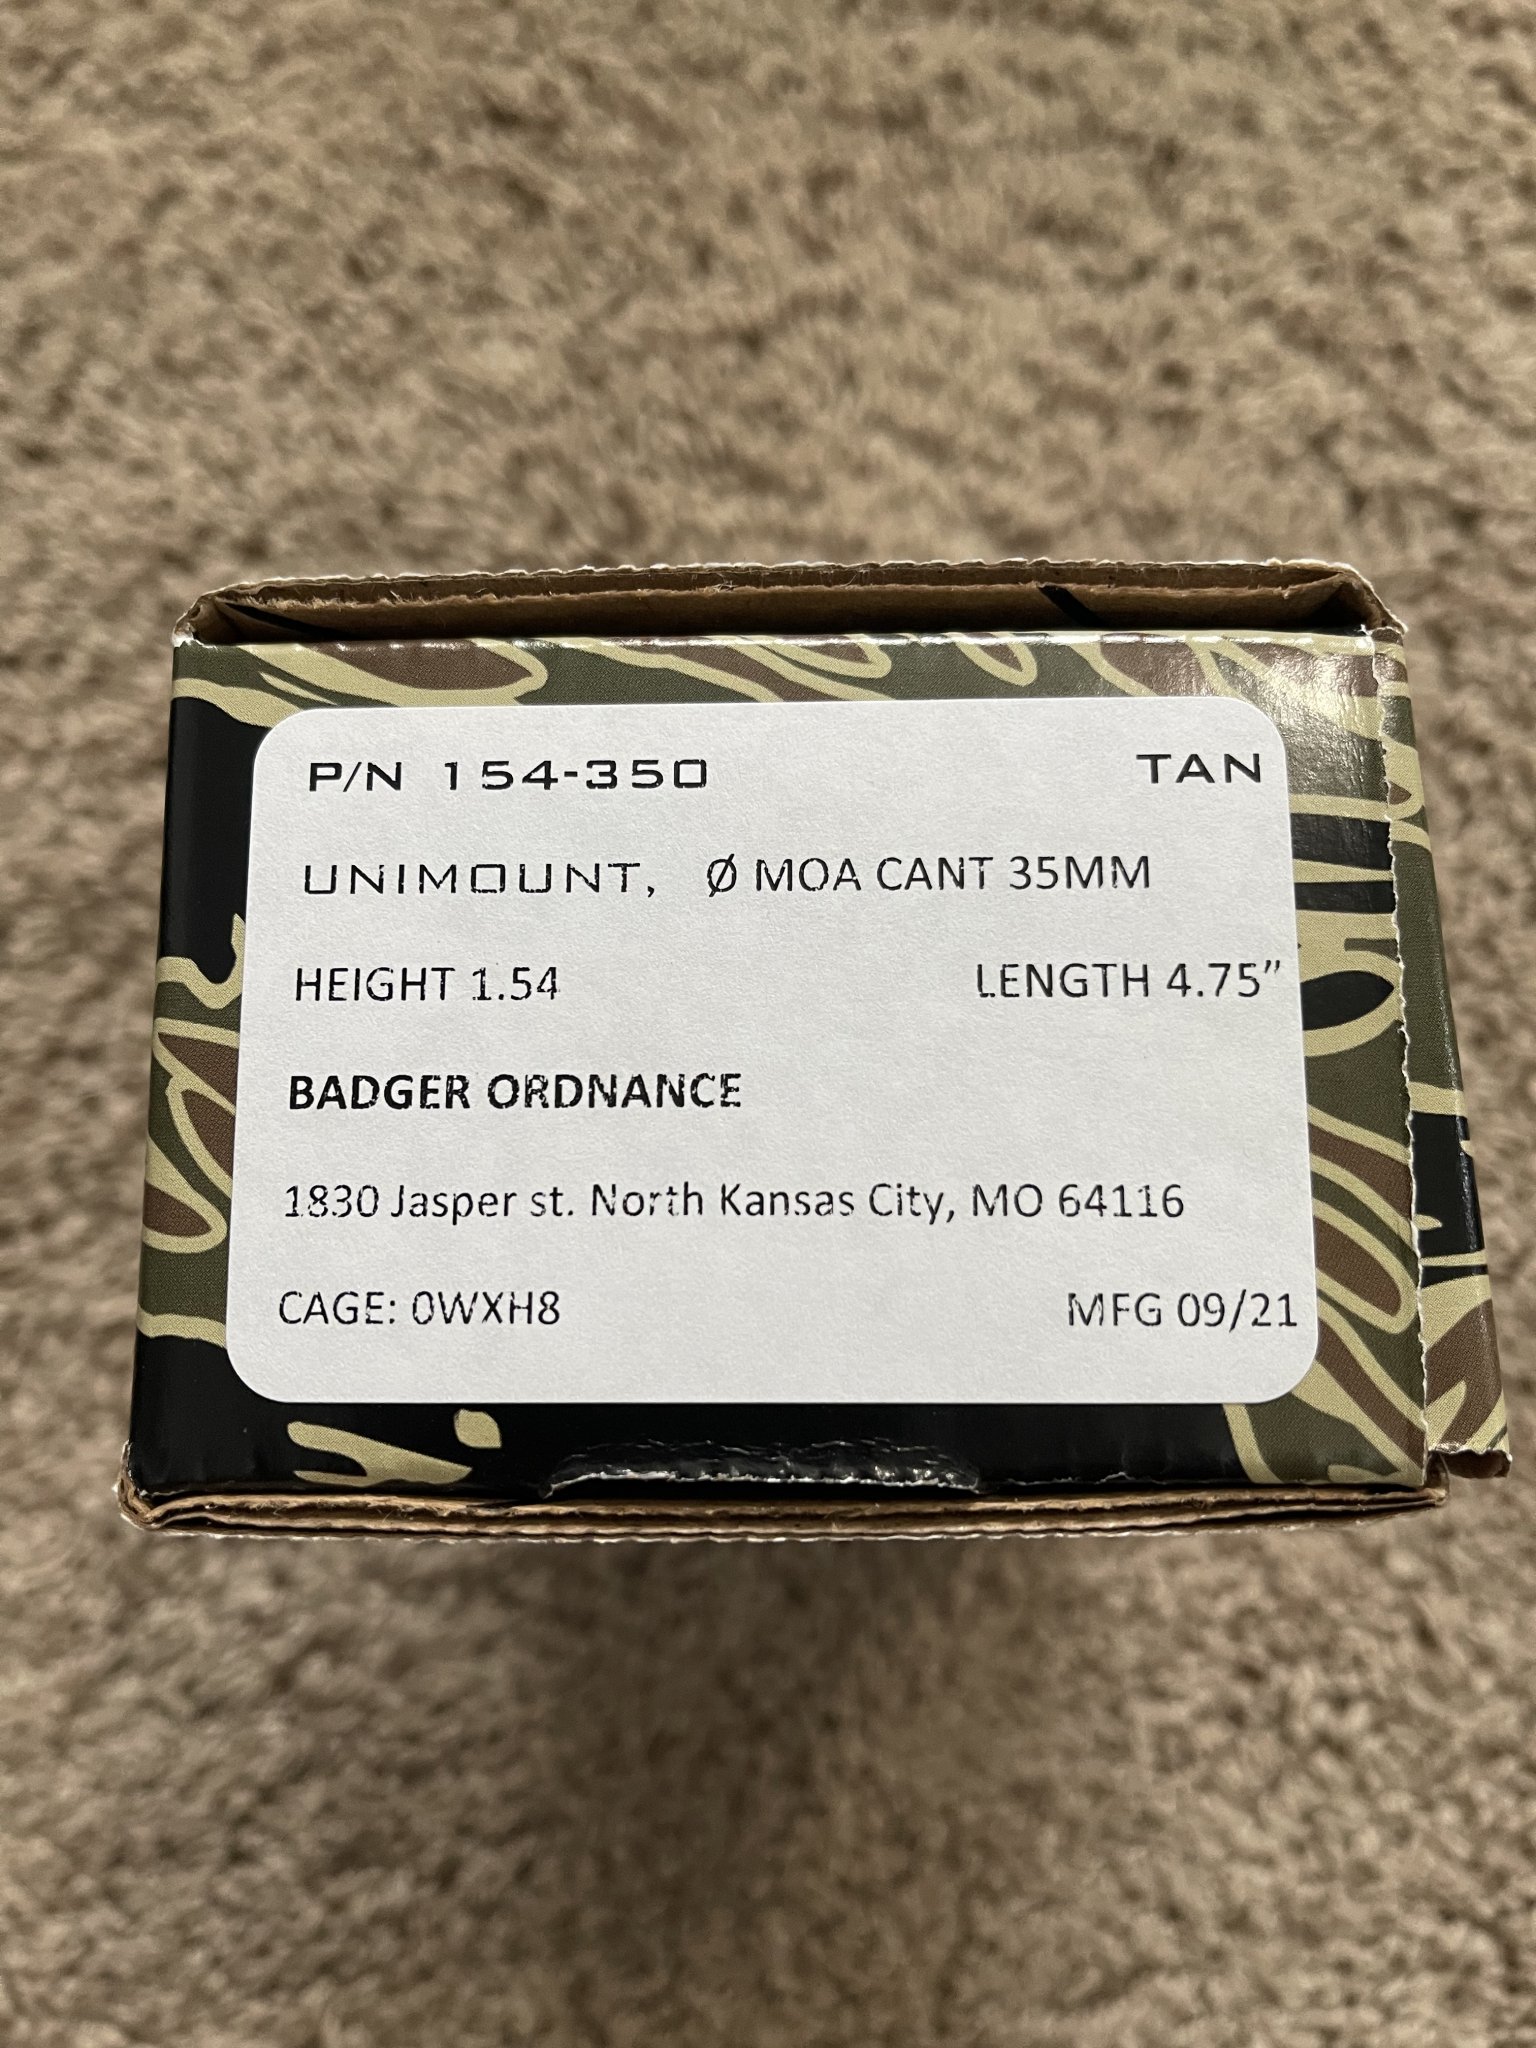 P/N 154-350 TAN
UNIMOUNT, Ø MOA CANT 35MM
HEIGHT 1.54 LENGTH 4.75”
BADGER ORDNANCE
1830 Jasper st. North Kansas City, MO 64116
CAGE: 0WXH8 MFG 09/21